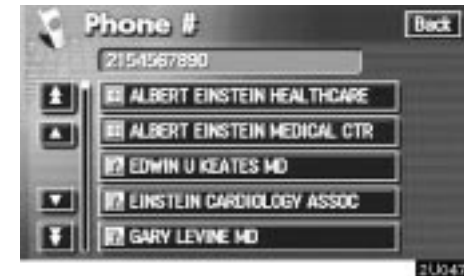 Phone #
Back
2154567890
ALBERT EINSTEIN HEALTHCARE
ALBERT EINSTEIN MEDICAL CTR
EDWIN U KEATES MD
EINSTEIN CARDIOLOGY ASSOC
GARY LEVINE MD